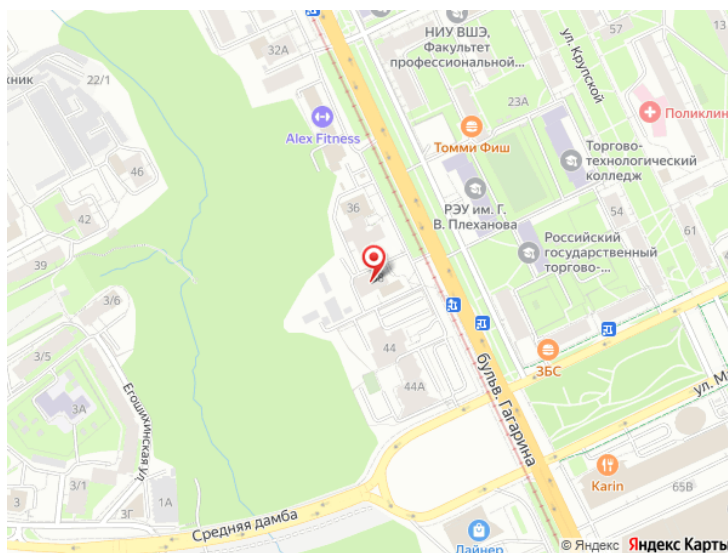 НИУ ВШЭ,
Факультет
профессиональной...
ул. Крупской
13
32А
22/1
23А
Поликлин
Alex Fitness
Томми Фиш
Торгово-
технологический
колледж
46
36
РЭУ им. Г.
В. Плеханова
54
42
61
Российский
государственный
торгово-...
39
3/6
44
3/5
ЗБС
44А
бульв. Гагарина
ул. М
3А
Егошихинская ул.
Karin
65В
3/1
3Г
1А
Средняя дамба
Лайнер
© Яндекс Яндекс Карты